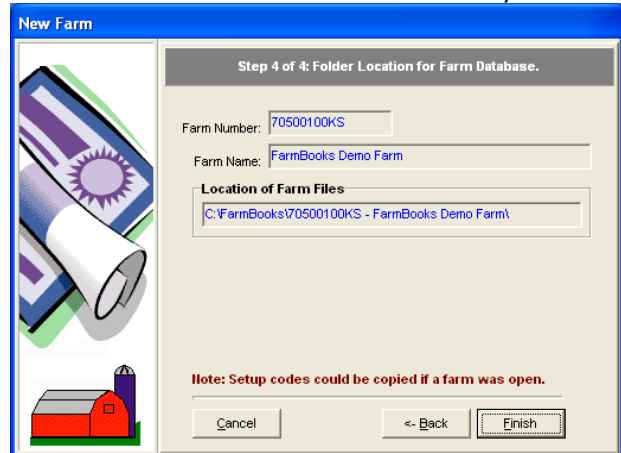 New Farm
Step 4 of 4: Folder Location for Farm Database.
Farm Number: 70500100KS
Farm Name: FarmBooks Demo Farm
Location of Farm Files
C:\FarmBooks\70500100KS - FarmBooks Demo Farm\
Note: Setup codes could be copied if a farm was open.
Cancel <- Back Finish